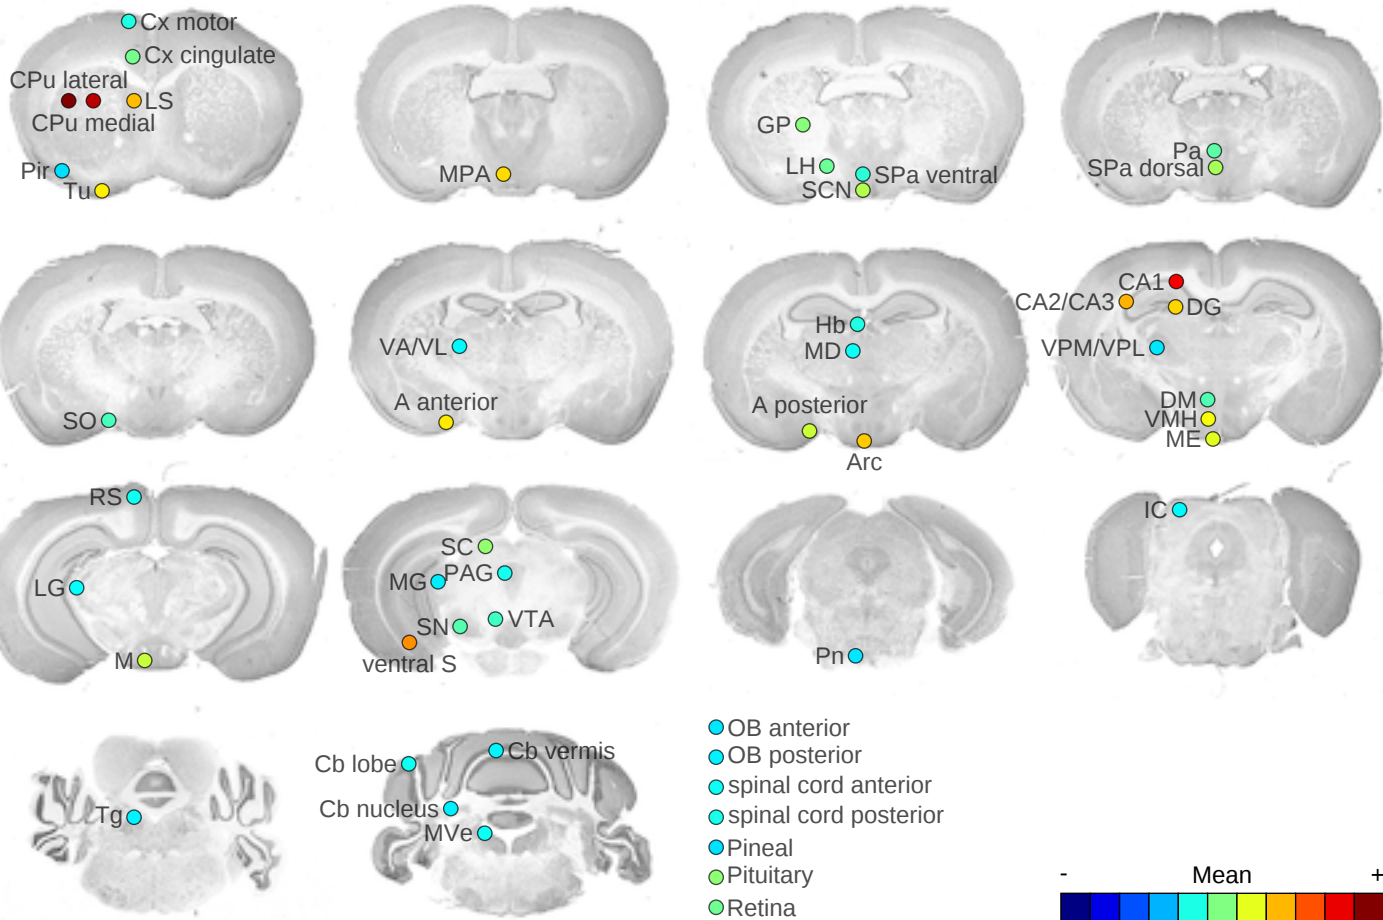 Cx motor
Cx cingulate
CPu lateral
LS
CPu medial
Pir
Tu
MPA
GP
LH
SPa ventral
SCN
Pa
SPa dorsal
SO
VA/VL
A anterior
Hb
MD
A posterior
Arc
CA1
CA2/CA3
DG
VPM/VPL
DM
VMH
ME
RS
LG
M
SC
MG
PAG
SN
VTA
ventral S
Pn
IC
Tg
Cb lobe
Cb vermis
Cb nucleus
MVe
OB anterior
OB posterior
spinal cord anterior
spinal cord posterior
Pineal
Pituitary
Retina
- Mean +